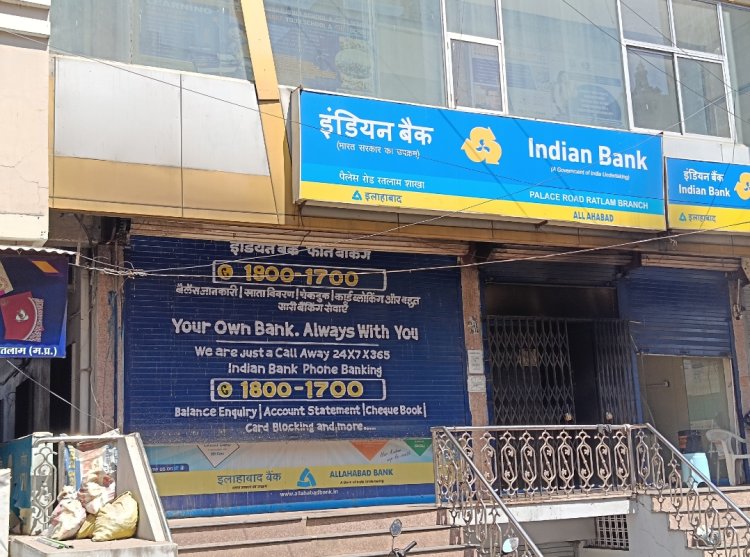 इंडियन बैंक
(भारत सरकार का उपक्रम)
पैलेस रोड रतलाम शाखा
इलाहाबाद
Indian Bank
(A Government of India Undertaking)
PALACE ROAD RATLAM BRANCH
ALLAHABAD
इंडियन बैंक
Indian Bank
इलाहाबाद
इंडियन बैंक फोन बैंकिंग
1800-1700
बैलेंस जानकारी | खाता विवरण | चेकबुक | कार्ड ब्लोकिंग और बहुत
सारी बैंकिंग सेवाएँ
Your Own Bank, Always With You
We are Just a Call Away 24X7X365
Indian Bank Phone Banking
1800-1700
Balance Enquiry | Account Statement | Cheque Book |
Card Blocking and more....
इलाहाबाद बैंक
ALLAHABAD BANK
www.allahabadbank.in
तलाम (म.प्र.)